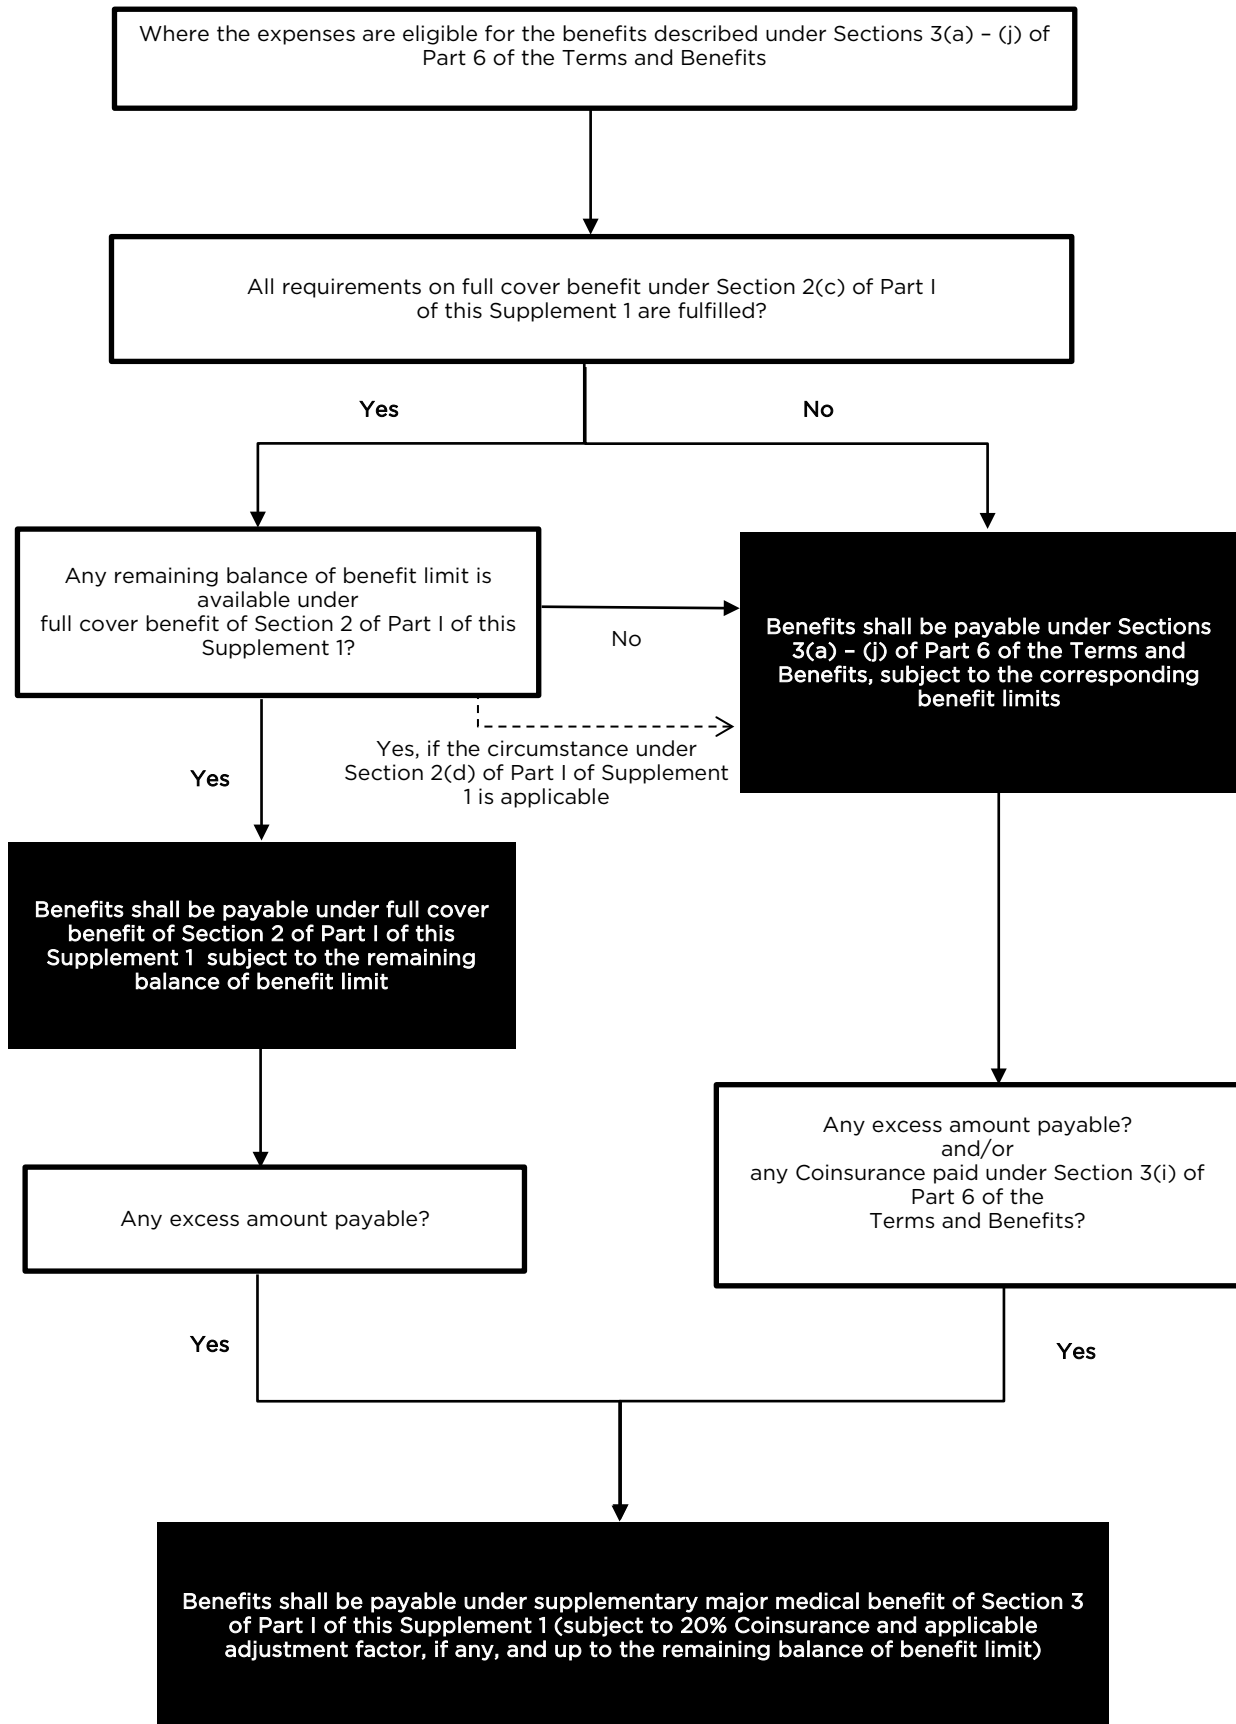 Where the expenses are eligible for the benefits described under Sections 3(a) – (j) of
Part 6 of the Terms and Benefits
All requirements on full cover benefit under Section 2(c) of Part I
of this Supplement 1 are fulfilled?
Yes
No
Any remaining balance of benefit limit is
available under
full cover benefit of Section 2 of Part I of this
Supplement 1?
No
Benefits shall be payable under Sections
3(a) – (j) of Part 6 of the Terms and
Benefits, subject to the corresponding
benefit limits
Yes, if the circumstance under
Section 2(d) of Part I of Supplement
1 is applicable
Yes
Benefits shall be payable under full cover
benefit of Section 2 of Part I of this
Supplement 1 subject to the remaining
balance of benefit limit
Any excess amount payable?
and/or
any Coinsurance paid under Section 3(i) of
Part 6 of the
Terms and Benefits?
Any excess amount payable?
Yes
Yes
Benefits shall be payable under supplementary major medical benefit of Section 3
of Part I of this Supplement 1 (subject to 20% Coinsurance and applicable
adjustment factor, if any, and up to the remaining balance of benefit limit)